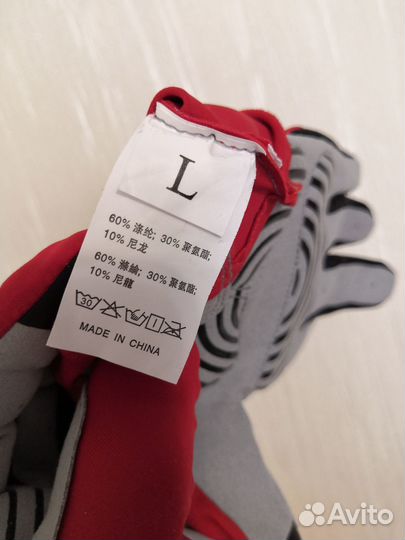 L
60% 涤纶; 30% 聚氨酯;
10% 尼龙
60% 滌綸; 30% 聚氨酯;
10% 尼龍
30
MADE IN CHINA
Avito